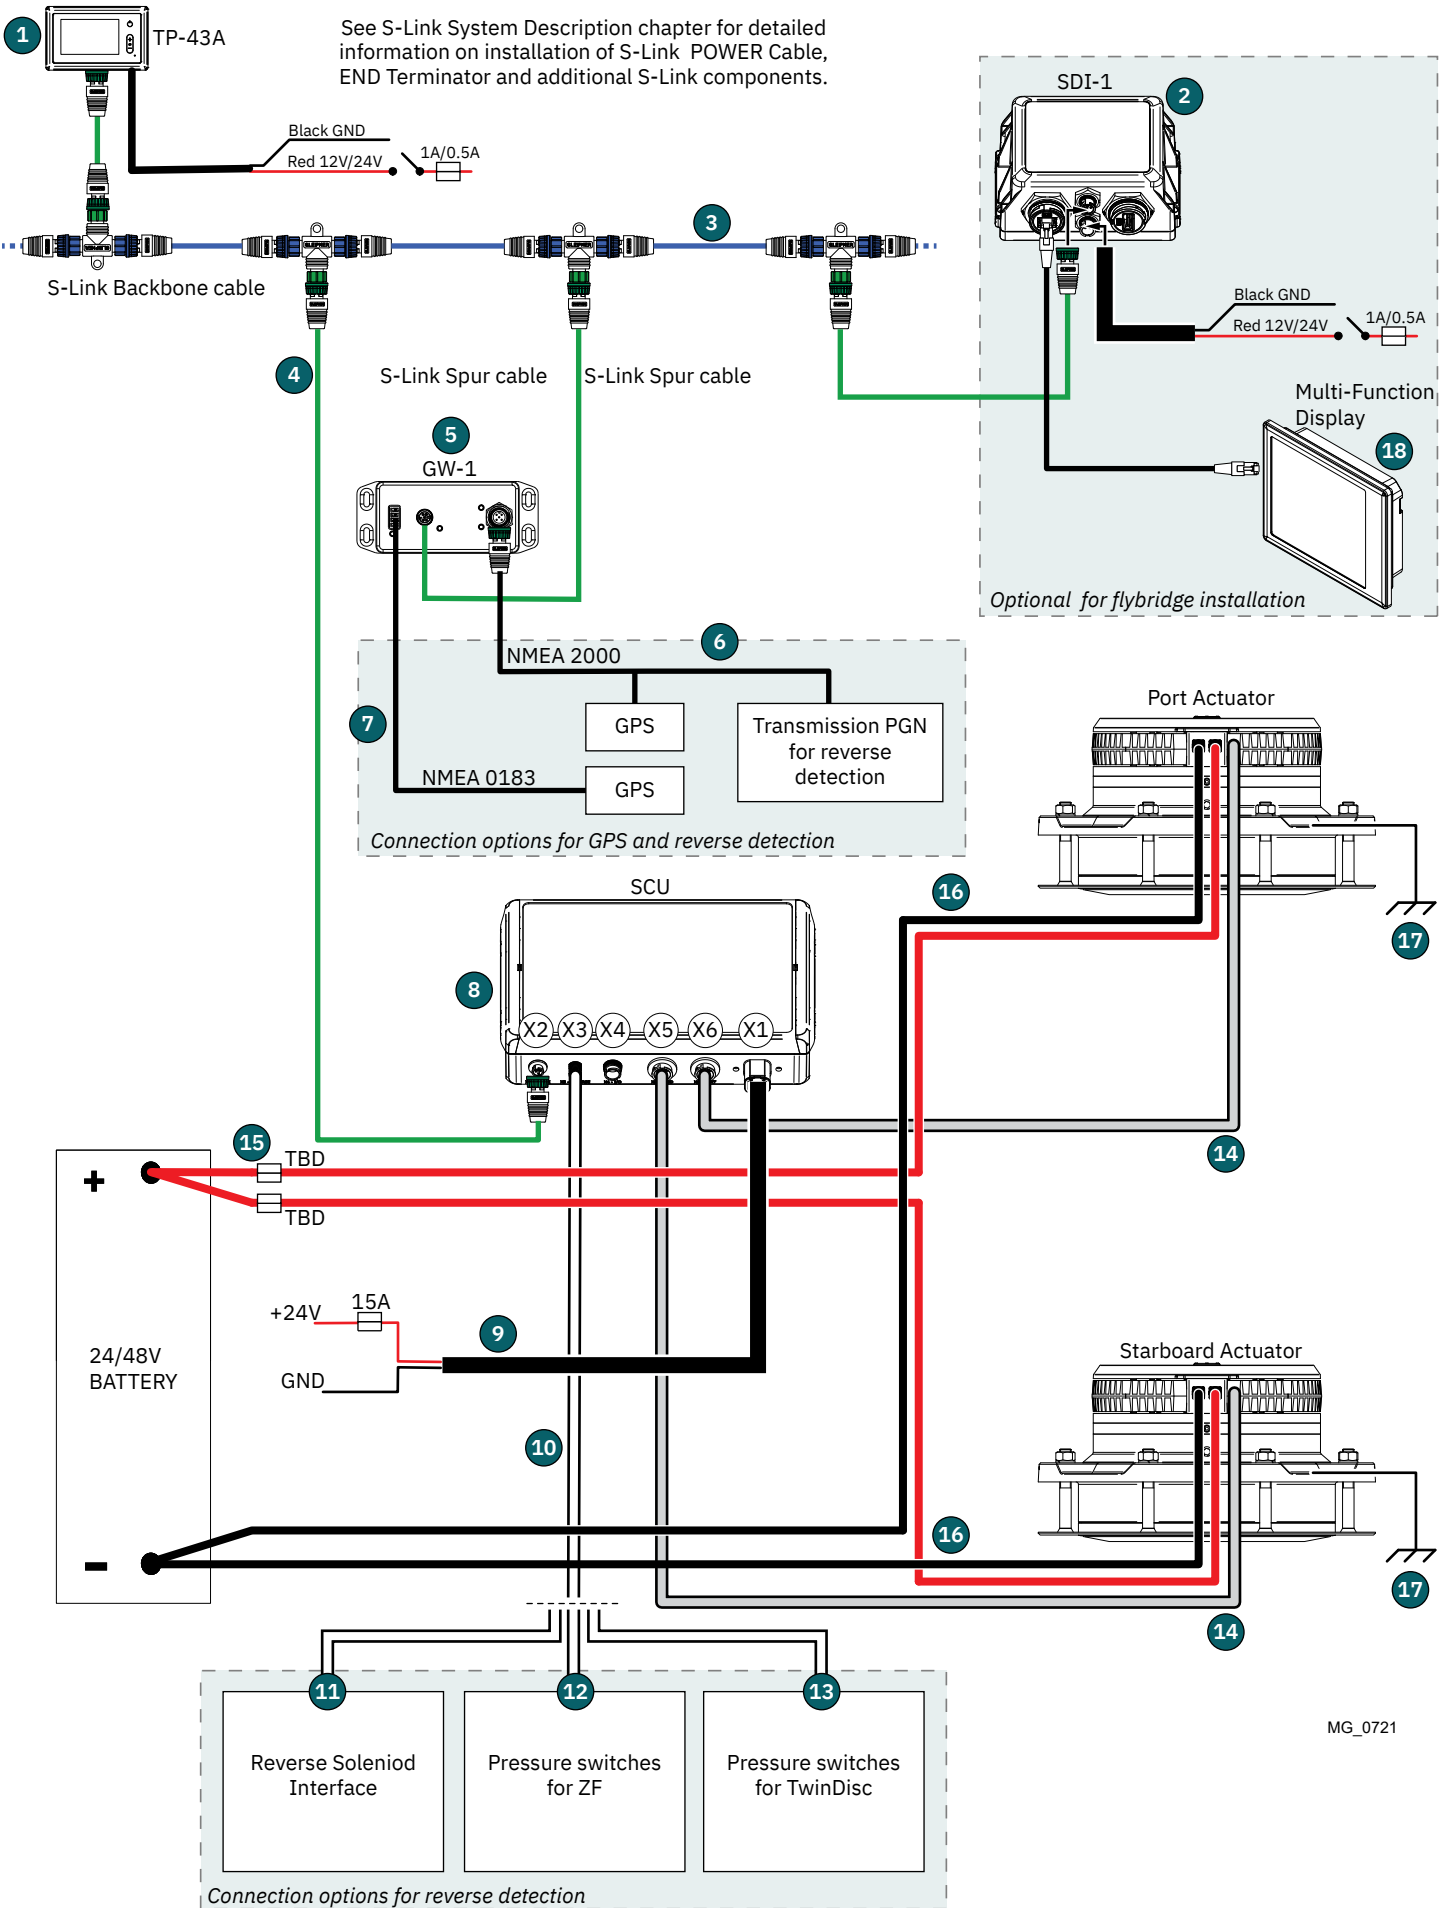 1
TP-43A
See S-Link System Description chapter for detailed
information on installation of S-Link POWER Cable,
END Terminator and additional S-Link components.
SDI-1
2
Black GND
Red 12V/24V
1A/0.5A
3
S-Link Backbone cable
Black GND
Red 12V/24V
1A/0.5A
4
S-Link Spur cable
S-Link Spur cable
Multi-Function
Display
18
5
GW-1
Optional for flybridge installation
6
NMEA 2000
7
GPS
Transmission PGN
for reverse
detection
NMEA 0183
GPS
Connection options for GPS and reverse detection
Port Actuator
SCU
16
17
8
X2
X3
X4
X5
X6
X1
15
TBD
14
+
TBD
+24V
15A
9
24/48V
BATTERY
GND
Starboard Actuator
10
16
-
17
14
11
12
13
Reverse Soleniod
Interface
Pressure switches
for ZF
Pressure switches
for TwinDisc
Connection options for reverse detection
MG_0721